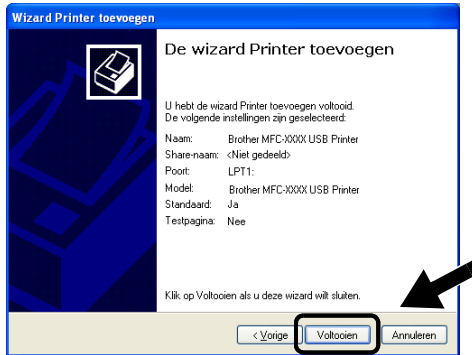 Wizard Printer toevoegen
De wizard Printer toevoegen
U hebt de wizard Printer toevoegen voltooid.
De volgende instellingen zijn geselecteerd:
Naam: Brother MFC-XXXX USB Printer
Share-naam: <Niet gedeeld>
Poort: LPT1:
Model: Brother MFC-XXXX USB Printer
Standaard: Ja
Testpagina: Nee
Klik op Voltooien als u deze wizard wilt sluiten.
< Vorige Voltooien Annuleren